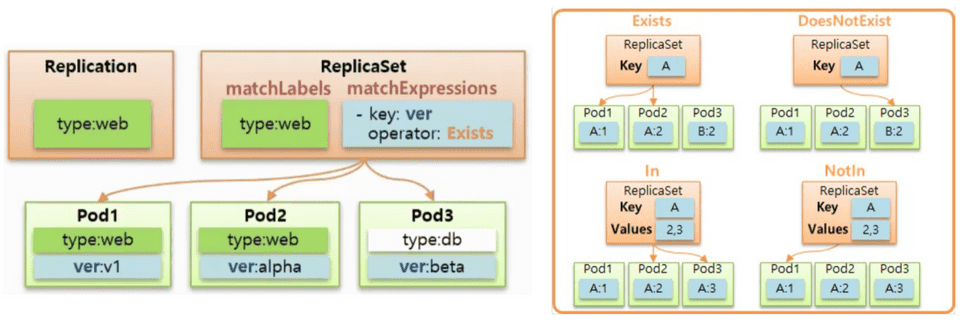 Replication
type:web
ReplicaSet
matchLabels matchExpressions
type:web
- key: ver
operator: Exists
Pod1
type:web
ver:v1
Pod2
type:web
ver:alpha
Pod3
type:db
ver:beta
Exists
ReplicaSet
Key A
Pod1 Pod2 Pod3
A:1 A:2 B:2
DoesNotExist
ReplicaSet
Key A
Pod1 Pod2 Pod3
A:1 A:2 B:2
In
ReplicaSet
Key A
Values 2,3
Pod1 Pod2 Pod3
A:1 A:2 A:3
NotIn
ReplicaSet
Key A
Values 2,3
Pod1 Pod2 Pod3
A:1 A:2 A:3